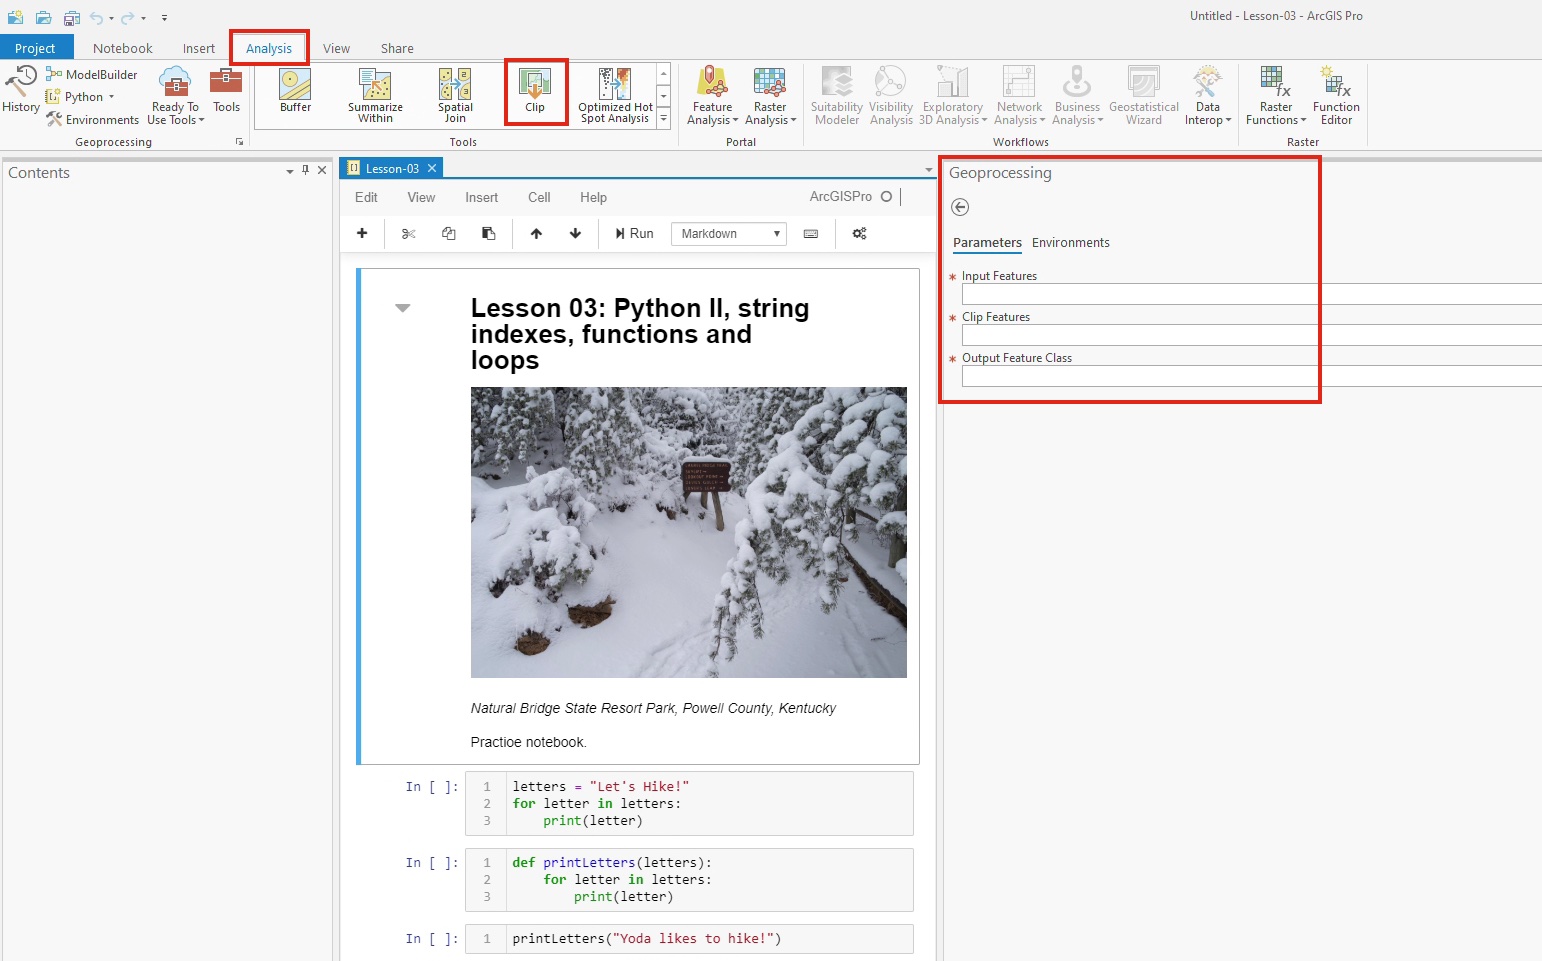 Untitled - Lesson-03 - ArcGIS Pro
Project Notebook Insert Analysis View Share
History
ModelBuilder
Python
Environments
Ready To
Use Tools
Tools
Geoprocessing
Buffer
Summarize
Within
Spatial
Join
Clip
Optimized Hot
Spot Analysis
Tools
Feature
Analysis
Raster
Analysis
Portal
Suitability
Modeler
Visibility
Analysis
Exploratory
3D Analysis
Network
Analysis
Business
Analysis
Geostatistical
Wizard
Data
Interop
Workflows
Raster
Functions
Function
Editor
Raster
Contents
Lesson-03
Edit View Insert Cell Help ArcGISPro
Run Markdown
Lesson 03: Python II, string
indexes, functions and
loops
Natural Bridge State Resort Park, Powell County, Kentucky
Practice notebook.
In [ ]: 1 letters = "Let's Hike!"
2 for letter in letters:
3 print(letter)
In [ ]: 1 def printLetters(letters):
2 for letter in letters:
3 print(letter)
In [ ]: 1 printLetters("Yoda likes to hike!")
Geoprocessing
Parameters Environments
* Input Features
* Clip Features
* Output Feature Class